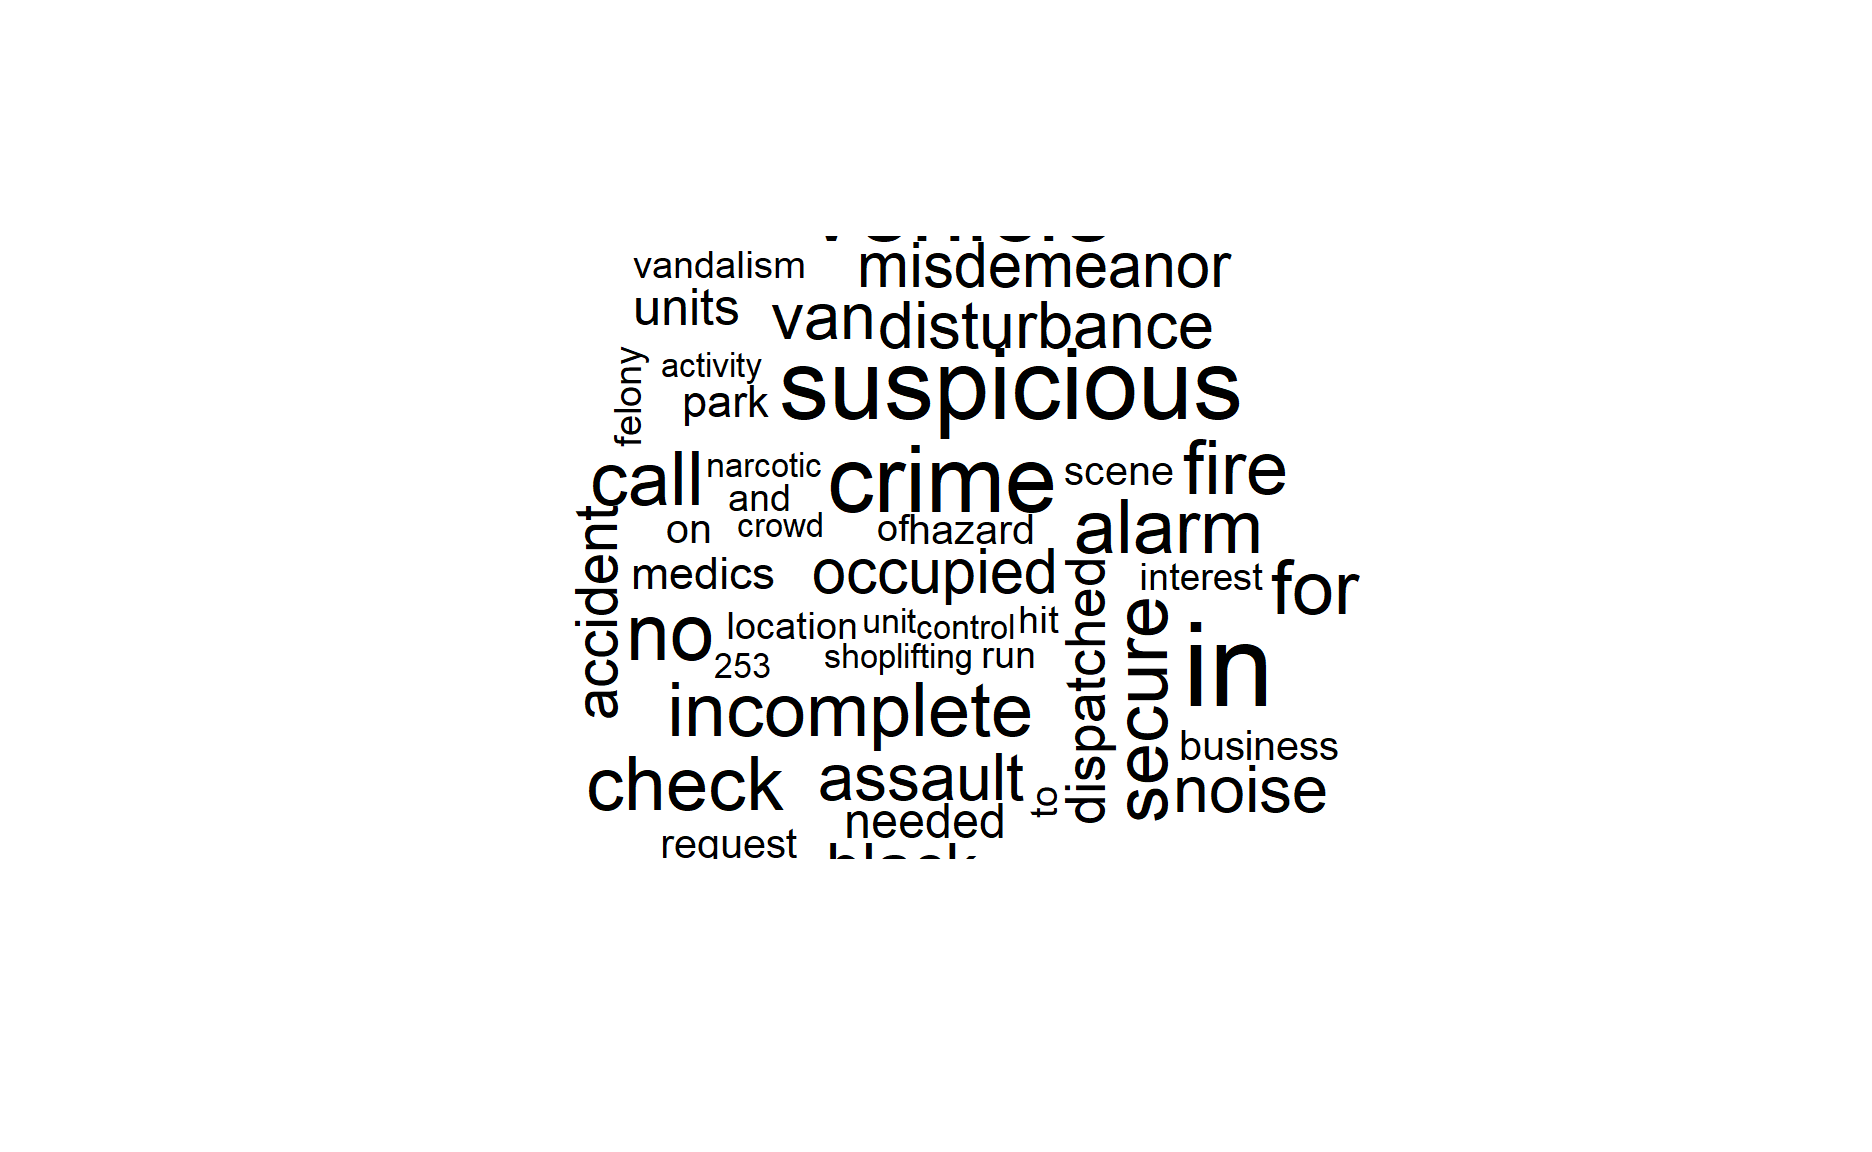 vandalism misdemeanor
units van disturbance
felony activity
park suspicious
call narcotic crime scene fire
and
on crowd of hazard alarm
accident medics occupied interest for
no location unit control hit
253 shoplifting run dispatched secure in
incomplete
business
check assault to noise
needed
request